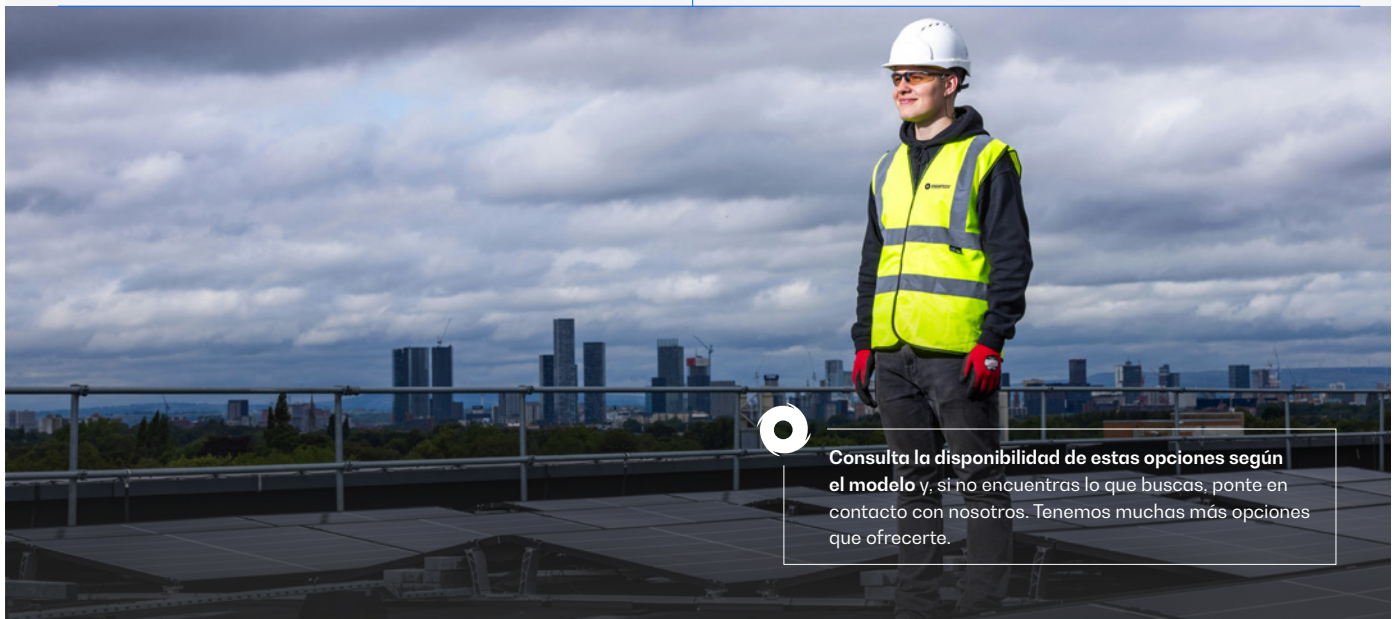 Consulta la disponibilidad de estas opciones según
el modelo y, si no encuentras lo que buscas, ponte en
contacto con nosotros. Tenemos muchas más opciones
que ofrecerte.